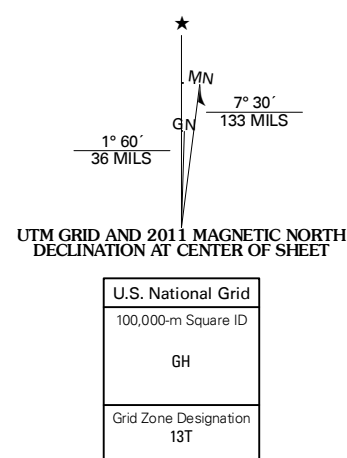 ★
MN
7° 30´
133 MILS
GN
1° 60´
36 MILS
UTM GRID AND 2011 MAGNETIC NORTH
DECLINATION AT CENTER OF SHEET
U.S. National Grid
100,000-m Square ID
GH
Grid Zone Designation
13T